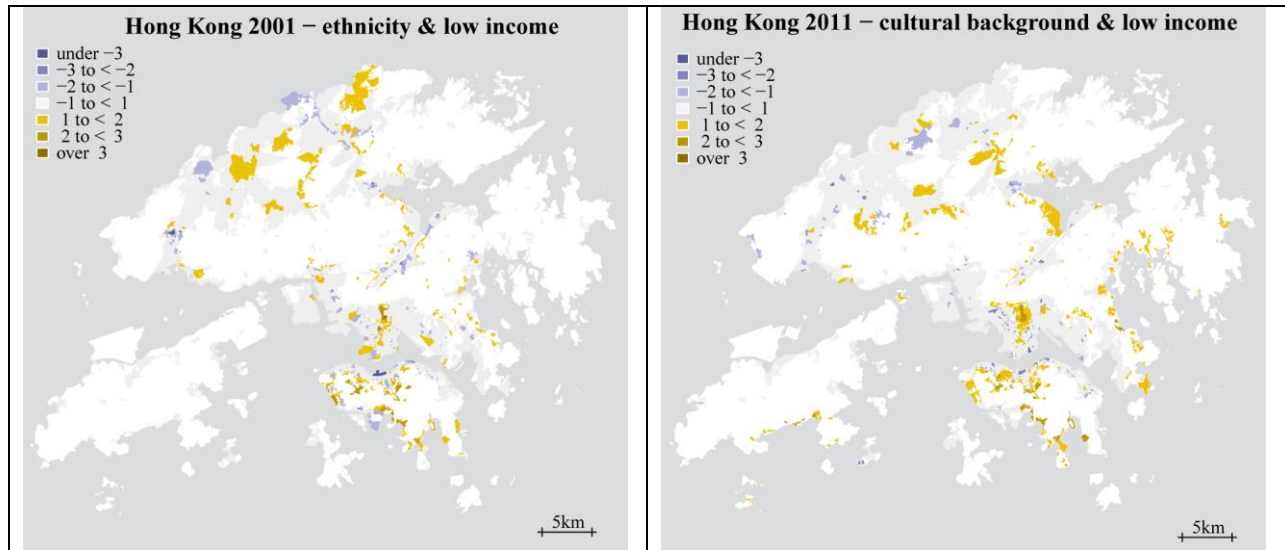 Hong Kong 2001 − ethnicity & low income
under −3
−3 to < −2
−2 to < −1
−1 to < 1
1 to < 2
2 to < 3
over 3
5km
Hong Kong 2011 − cultural background & low income
under −3
−3 to < −2
−2 to < −1
−1 to < 1
1 to < 2
2 to < 3
over 3
5km